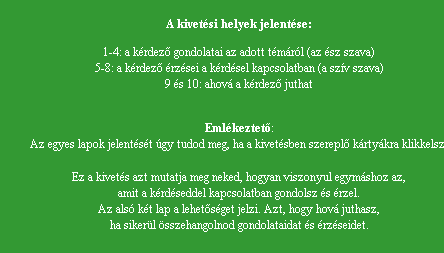 A kivetési helyek jelentése:
1-4: a kérdező gondolatai az adott témáról (az ész szava)
5-8: a kérdező érzései a kérdésel kapcsolatban (a szív szava)
9 és 10: ahová a kérdező juthat
Emlékeztető:
Az egyes lapok jelentését úgy tudod meg, ha a kivetésben szereplő kártyákra klikkelsz
Ez a kivetés azt mutatja meg neked, hogyan viszonyul egymáshoz az,
amit a kérdéseddel kapcsolatban gondolsz és érzel.
Az alsó két lap a lehetőséget jelzi. Azt, hogy hová juthasz,
ha sikerül összehangolnod gondolataidat és érzéseidet.